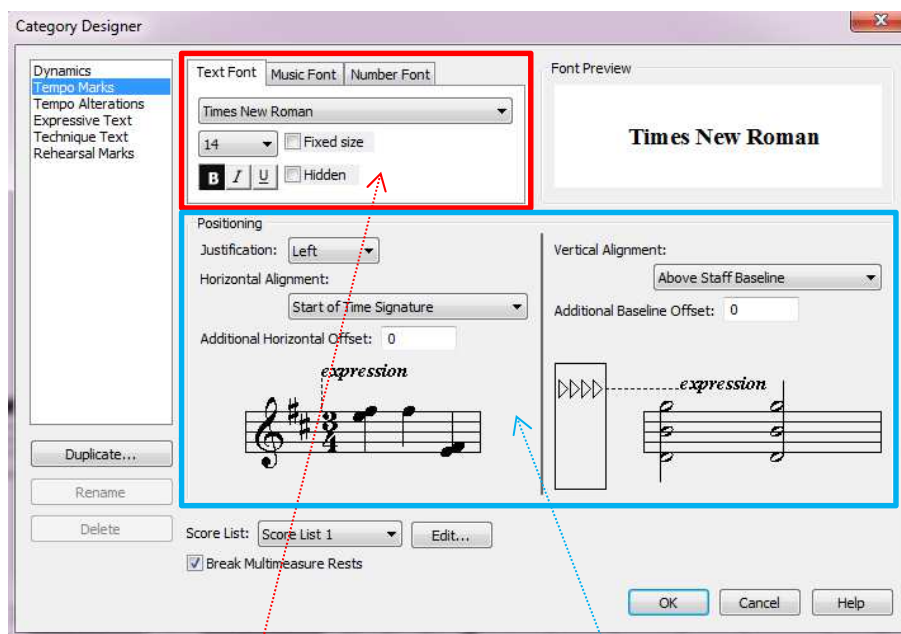 Category Designer
Dynamics
Tempo Marks
Tempo Alterations
Expressive Text
Technique Text
Rehearsal Marks
Duplicate...
Rename
Delete
Text Font Music Font Number Font
Times New Roman
14 Fixed size
B I U Hidden
Font Preview
Times New Roman
Positioning
Justification: Left
Horizontal Alignment:
Start of Time Signature
Additional Horizontal Offset: 0
expression
3
4
Vertical Alignment:
Above Staff Baseline
Additional Baseline Offset: 0
expression
Score List: Score List 1 Edit...
Break Multimeasure Rests
OK Cancel Help